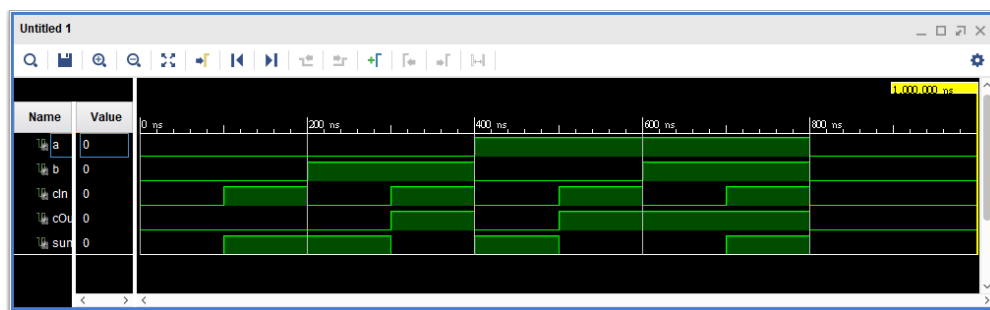 Untitled 1
1,000.000 ns
Name Value 0 ns 200 ns 400 ns 600 ns 800 ns
a 0
b 0
cIn 0
cOu 0
sun 0